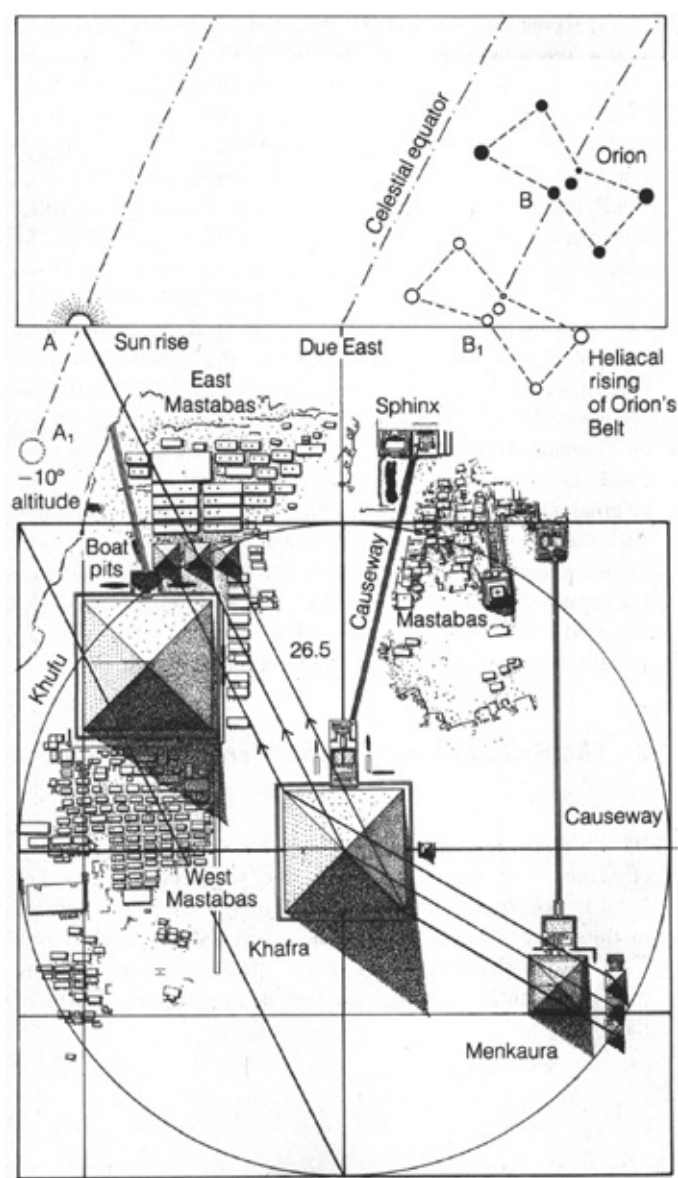 Celestial equator
Orion
B
A
Sun rise
Due East
B1
Heliacal
rising
of Orion's
Belt
East
Mastabas
Sphinx
A1
−10°
altitude
Boat
pits
Causeway
Mastabas
Khufu
26.5
Causeway
West
Mastabas
Khafra
Menkaura